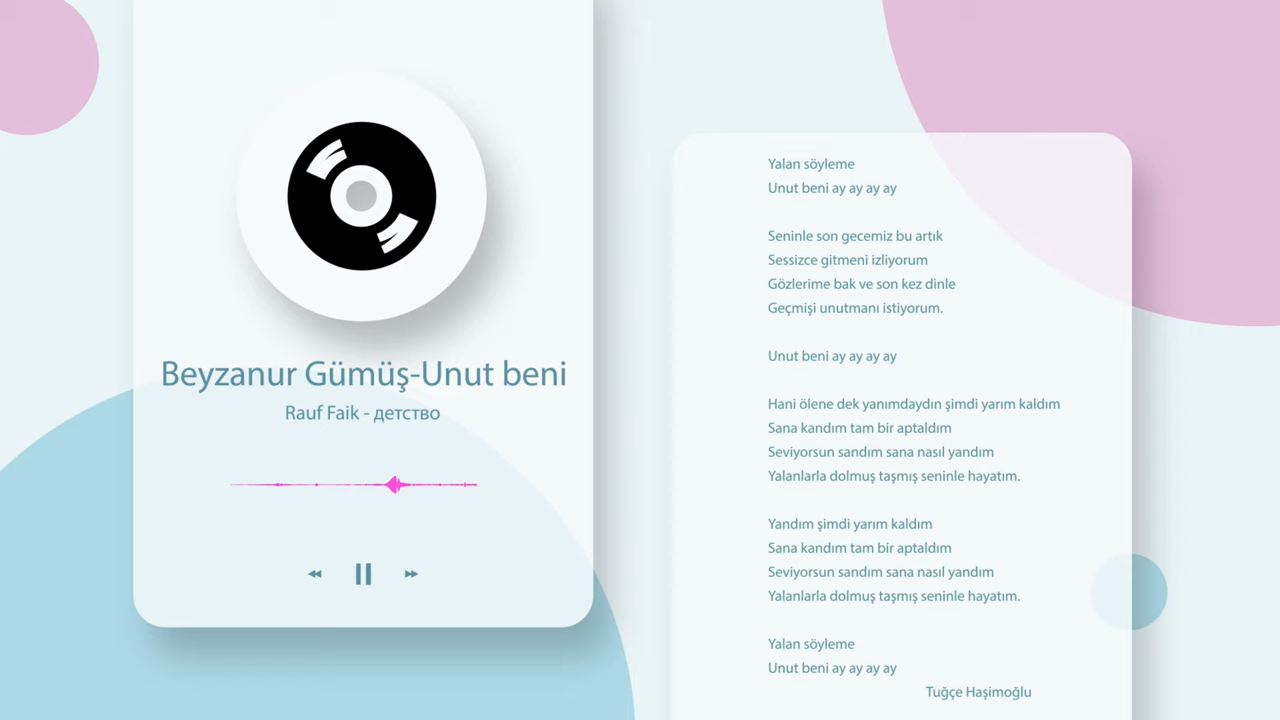 Beyzanur Gümüş-Unut beni
Rauf Faik - детство
Yalan söyleme
Unut beni ay ay ay ay
Seninle son gecemiz bu artık
Sessizce gitmeni izliyorum
Gözlerime bak ve son kez dinle
Geçmişi unutmanı istiyorum.
Unut beni ay ay ay ay
Hani ölene dek yanımdaydın şimdi yarım kaldım
Sana kandım tam bir aptaldım
Seviyorsun sandım sana nasıl yandım
Yalanlarla dolmuş taşmış seninle hayatım.
Yandım şimdi yarım kaldım
Sana kandım tam bir aptaldım
Seviyorsun sandım sana nasıl yandım
Yalanlarla dolmuş taşmış seninle hayatım.
Yalan söyleme
Unut beni ay ay ay ay
Tuğçe Haşimoğlu